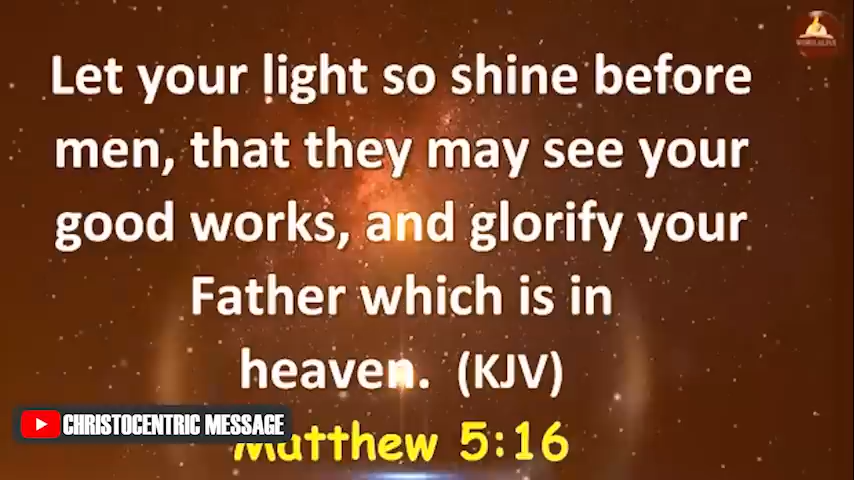 Let your light so shine before
men, that they may see your
good works, and glorify your
Father which is in
heaven. (KJV)
CHRISTOCENTRIC MESSAGE
Matthew 5:16